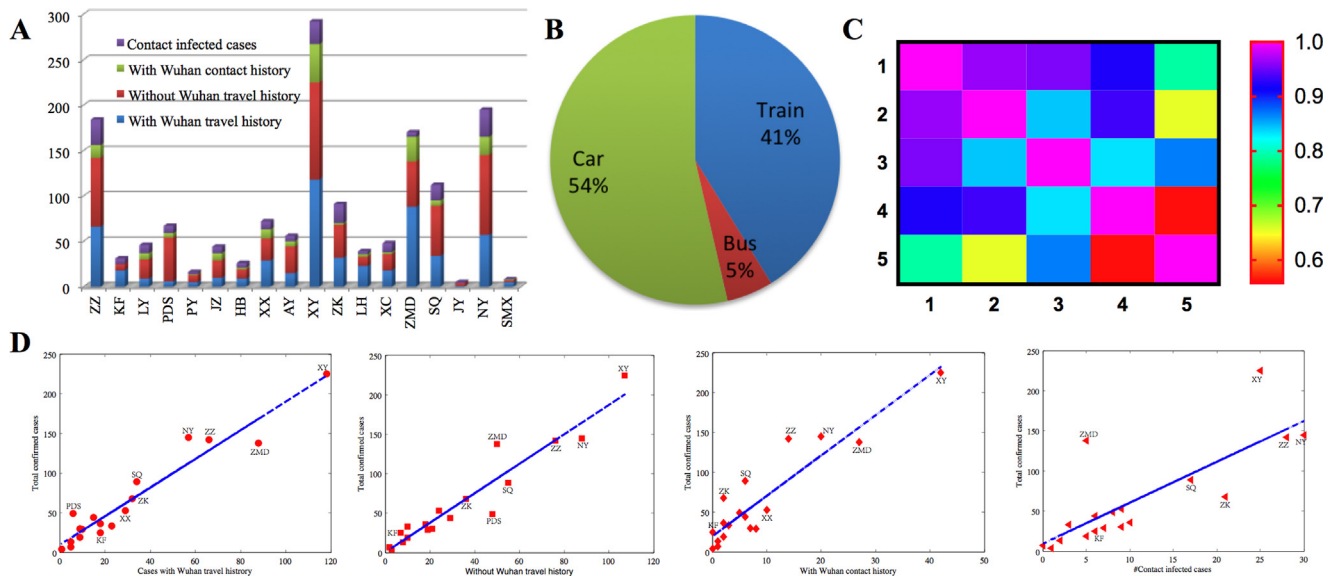 A
300
250
200
150
100
50
0
Contact infected cases
With Wuhan contact history
Without Wuhan travel history
With Wuhan travel history
ZZ KF LY PDS PY JZ HB XX AY XY ZK LH XC ZMD SQ JY NY SMX
B
Train
41%
Car
54%
Bus
5%
C
1
2
3
4
5
1 2 3 4 5
1.0
0.9
0.8
0.7
0.6
D
Total confirmed cases
250
200
150
100
50
0
0 20 40 60 80 100 120
Cases with Wuhan travel history
XY
NY
ZZ
ZMD
SQ
ZK
PDS
XX
KF
Total confirmed cases
250
200
150
100
50
0
0 20 40 60 80 100 120
Without Wuhan travel history
XY
ZMD
ZZ
NY
SQ
ZK
PDS
KF
Total confirmed cases
250
200
150
100
50
0
0 10 20 30 40 50
With Wuhan contact history
XY
ZZ
NY
ZMD
SQ
ZK
XX
KF
Total confirmed cases
250
200
150
100
50
0
0 5 10 15 20 25 30
#Contact infected cases
XY
ZMD
ZZ
NY
SQ
ZK
KF